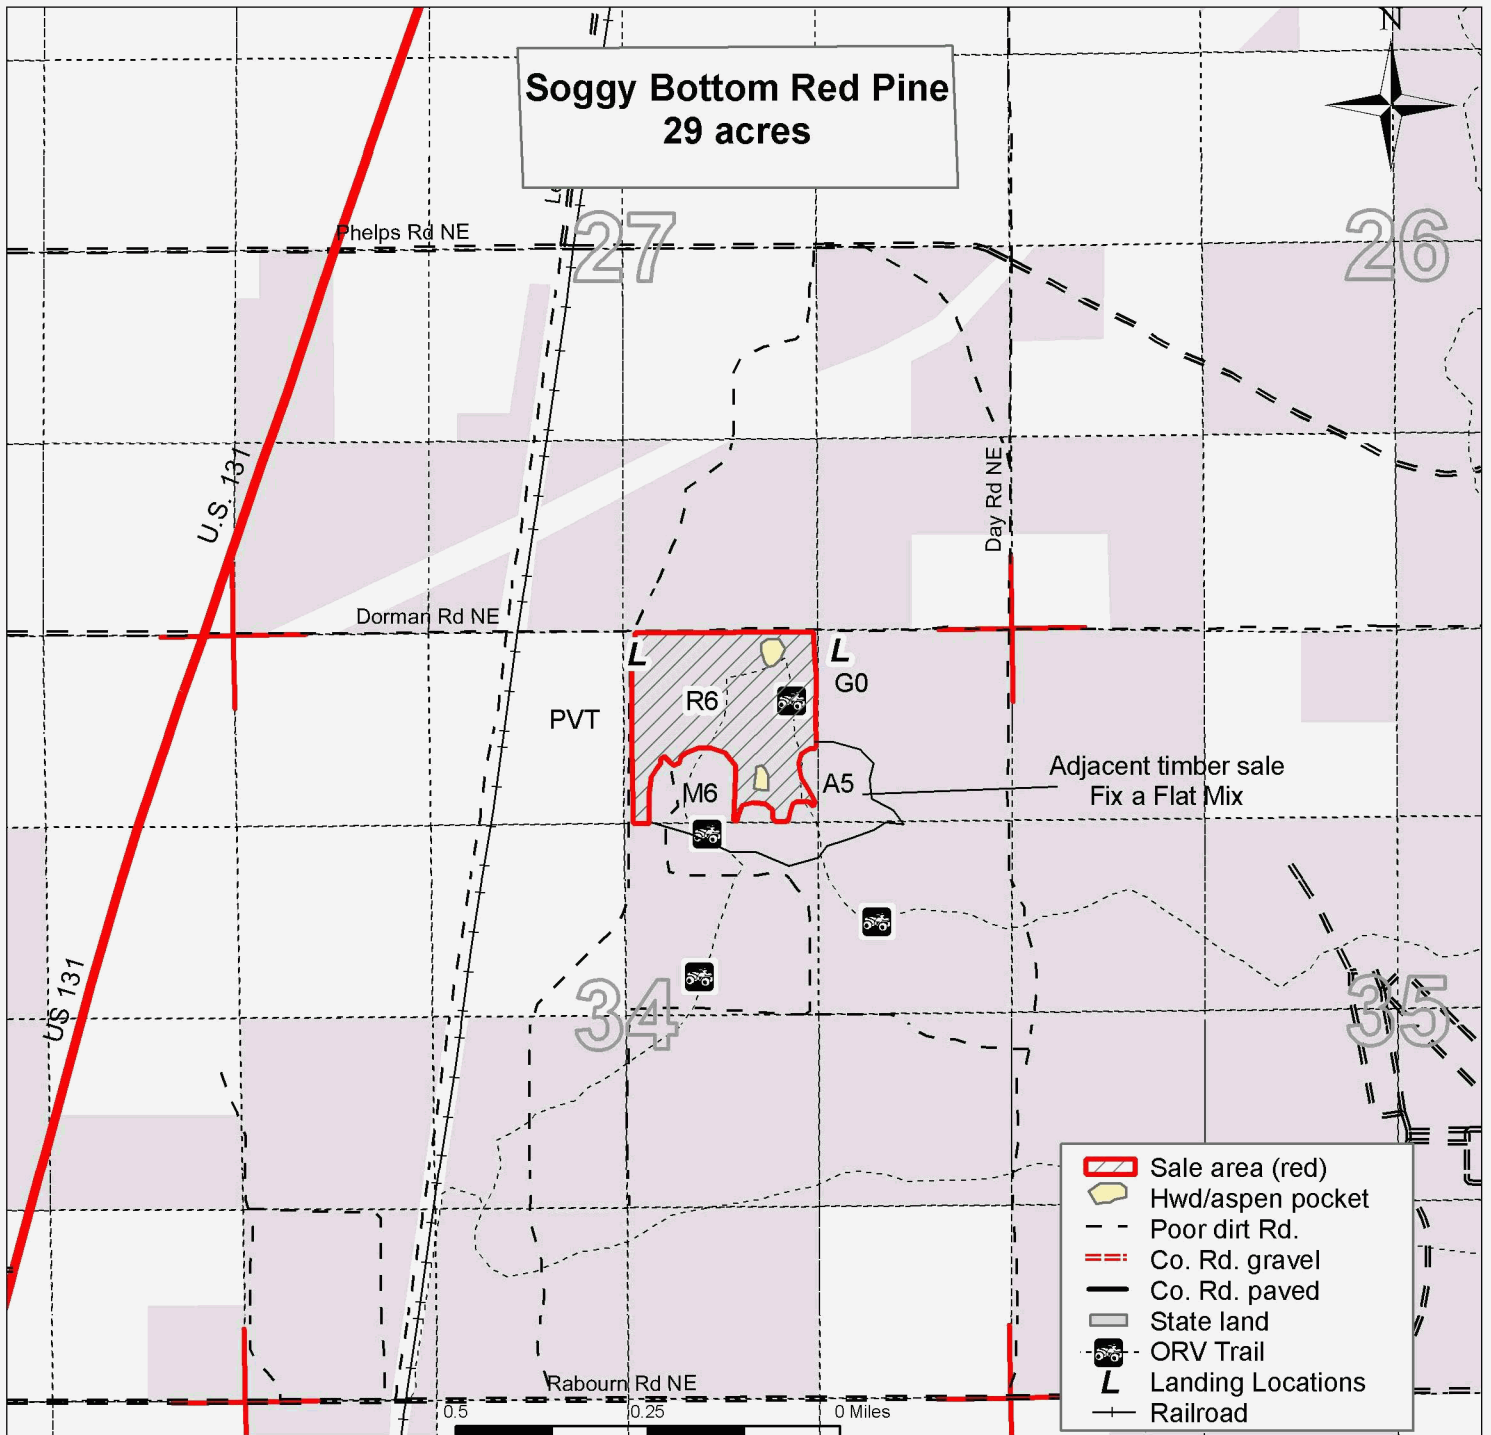 N
Soggy Bottom Red Pine
29 acres
Phelps Rd NE
27
26
U.S. 131
Day Rd NE
Dorman Rd NE
L
L
R6
G0
PVT
M6
A5
Adjacent timber sale
Fix a Flat Mix
US 131
34
35
Sale area (red)
Hwd/aspen pocket
Poor dirt Rd.
Co. Rd. gravel
Co. Rd. paved
State land
ORV Trail
L Landing Locations
Railroad
Rabourn Rd NE
0.5 0.25 0 Miles